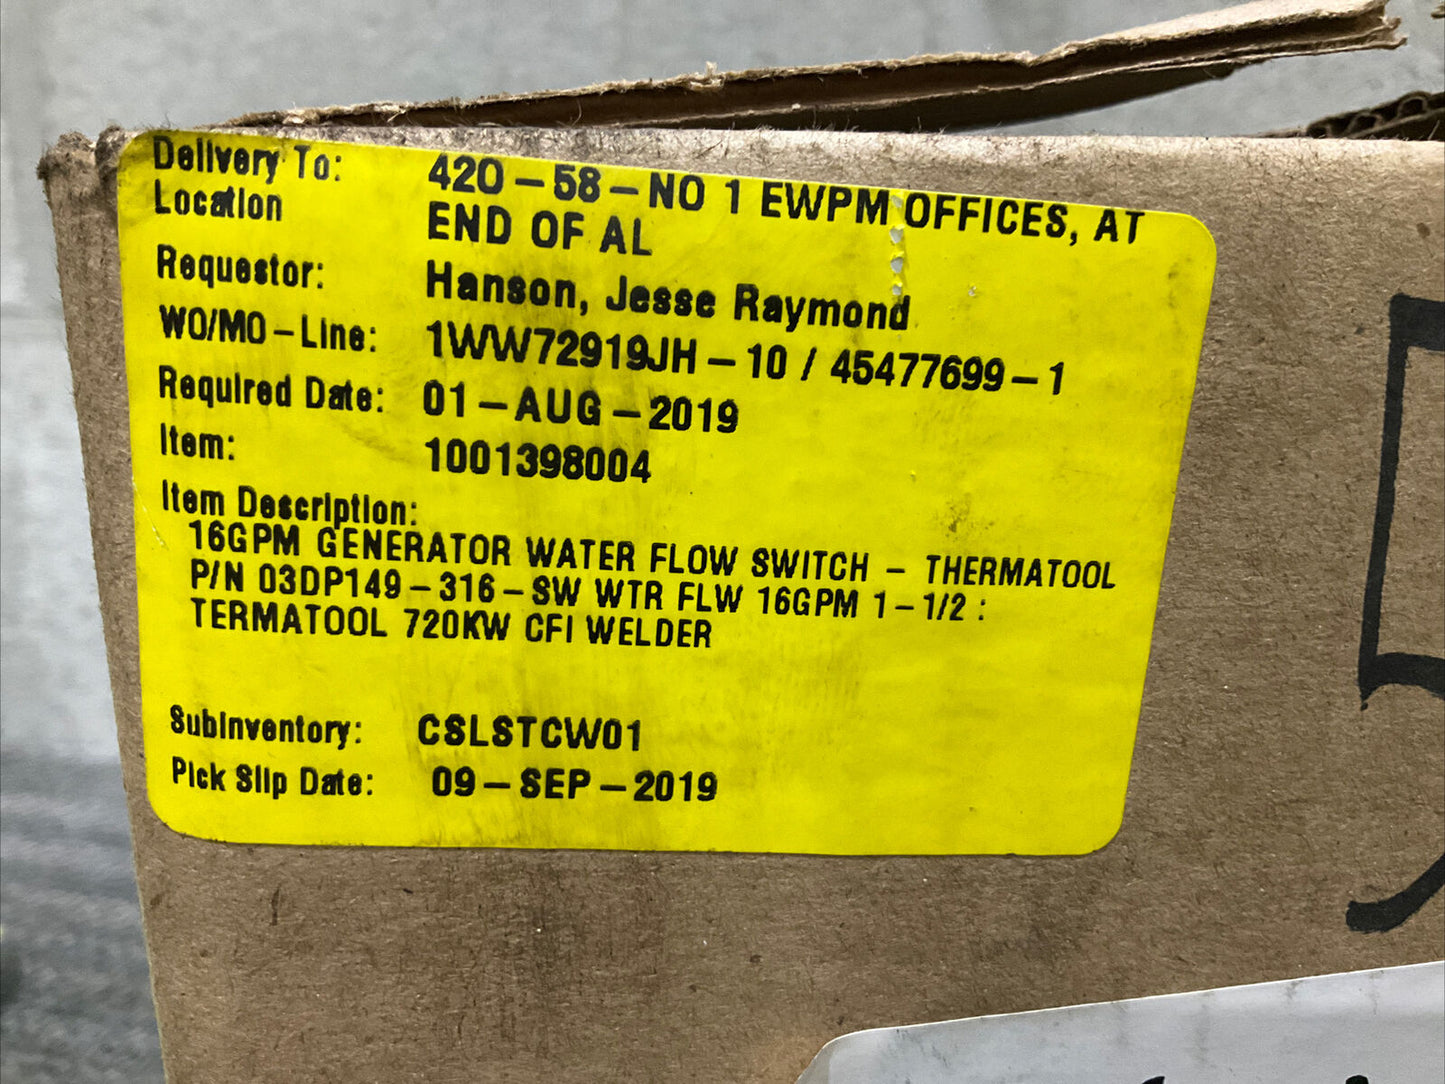 Delivery To: 420-58-NO 1 EWPM OFFICES, AT
Location END OF AL
Requestor: Hanson, Jesse Raymond
WO/MO-Line: 1WW72919JH-10 / 45477699-1
Required Date: 01-AUG-2019
Item: 1001398004
Item Description:
16GPM GENERATOR WATER FLOW SWITCH - THERMATOOL
P/N 03DP149-316-SW WTR FLW 16GPM 1-1/2 :
TERMATOOL 720KW CFI WELDER
Subinventory: CSLSTCW01
Pick Slip Date: 09-SEP-2019
5